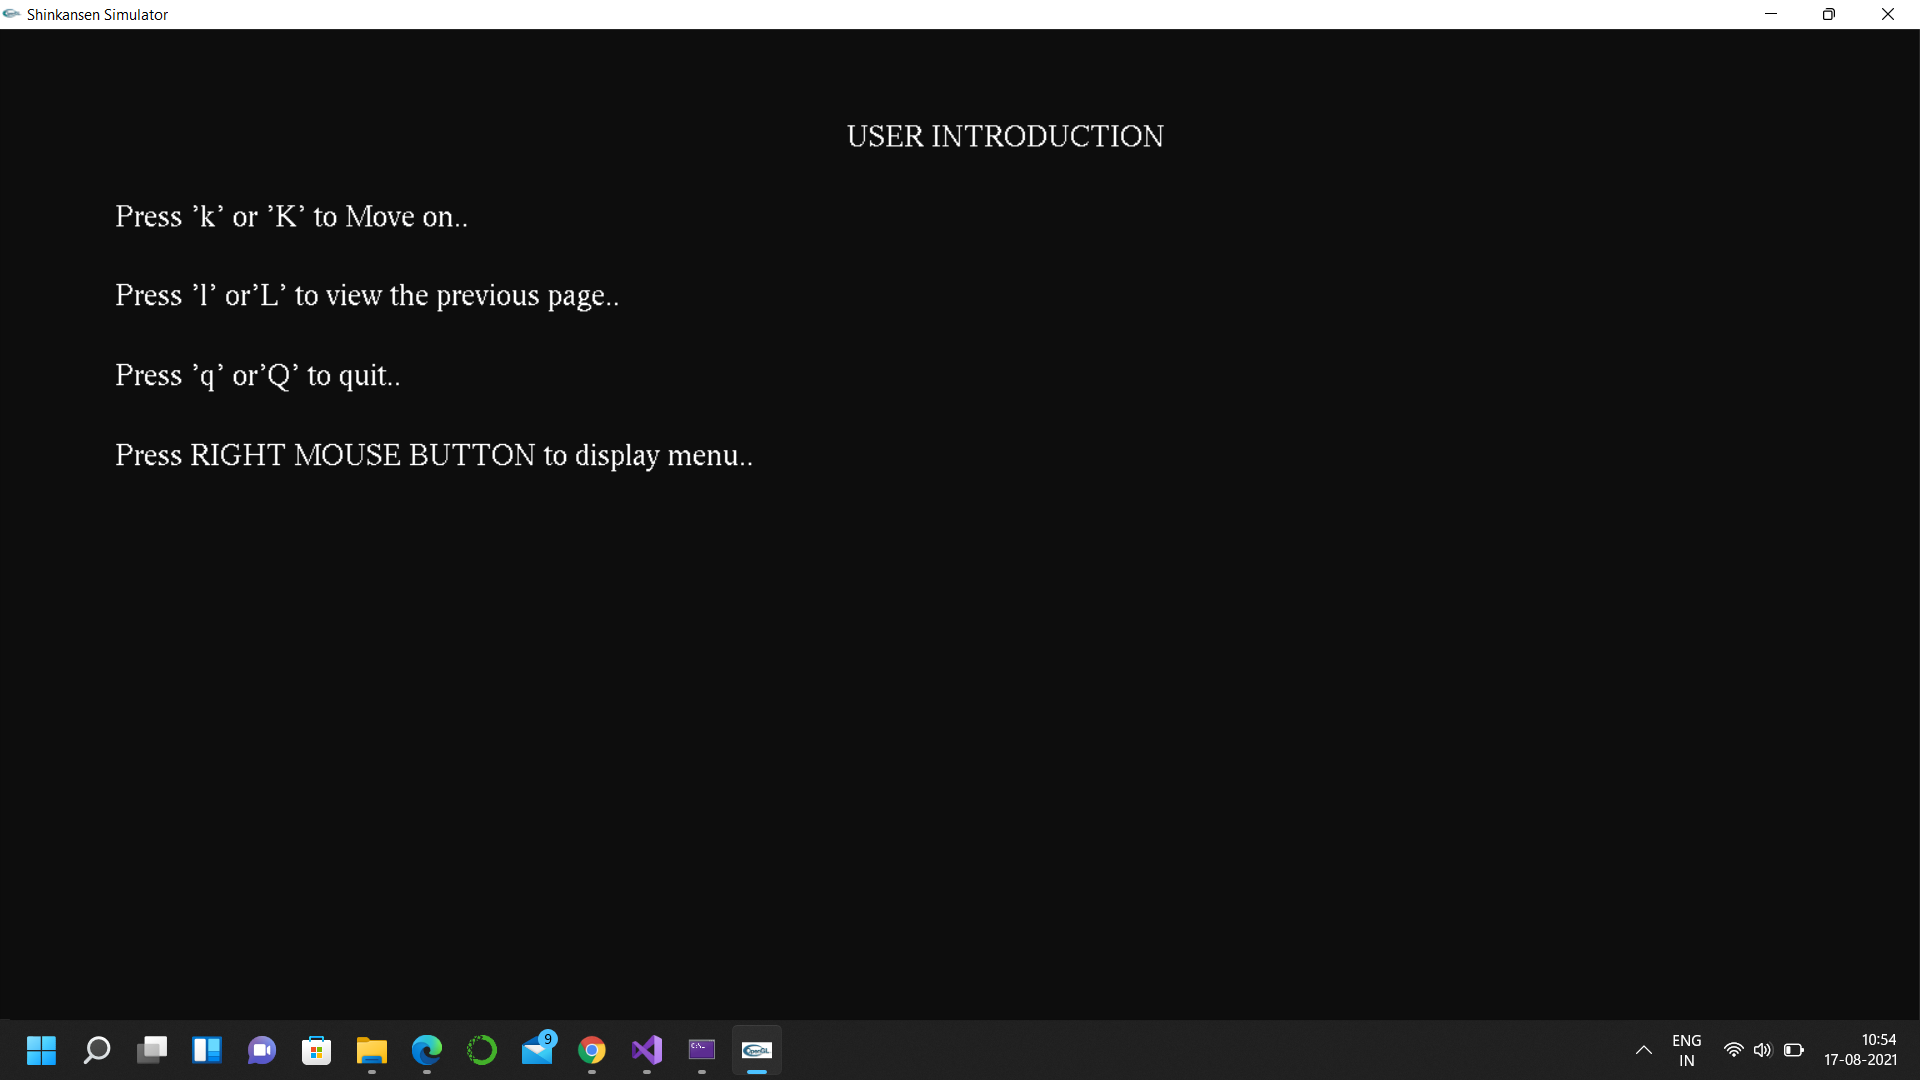 Shinkansen Simulator
USER INTRODUCTION
Press ’k’ or ’K’ to Move on..
Press ’l’ or’L’ to view the previous page..
Press ’q’ or’Q’ to quit..
Press RIGHT MOUSE BUTTON to display menu..
9
C:\_
OpenGL
ENG
IN
10:54
17-08-2021